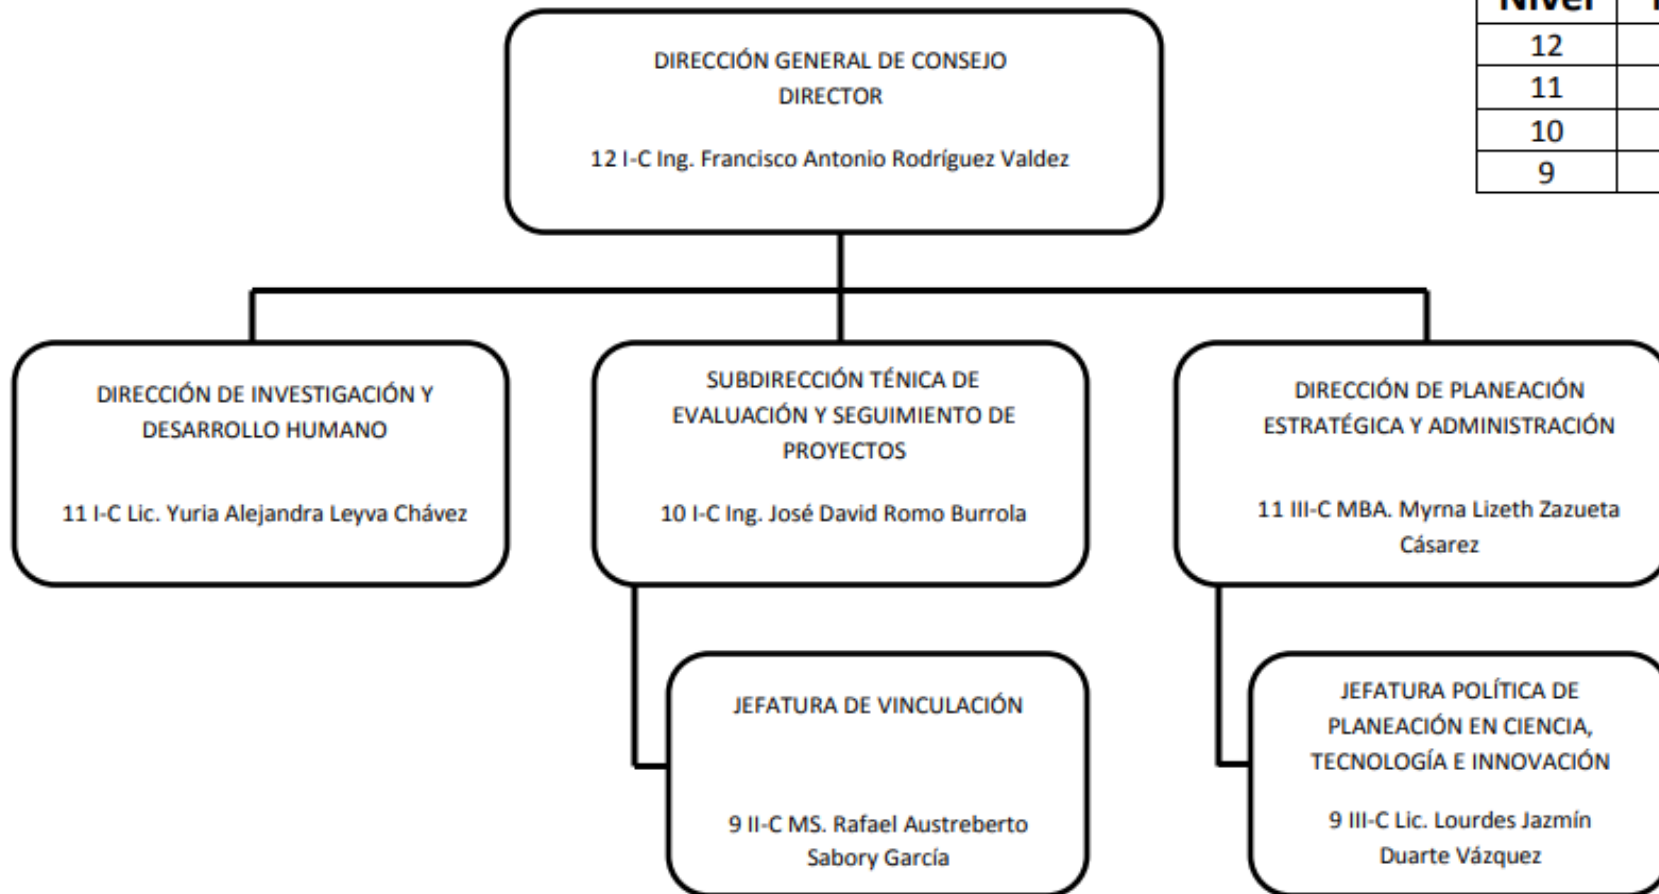 DIRECCIÓN GENERAL DE CONSEJO
DIRECTOR
12 I-C Ing. Francisco Antonio Rodríguez Valdez
Nivel
12
11
10
9
DIRECCIÓN DE INVESTIGACIÓN Y
DESARROLLO HUMANO
11 I-C Lic. Yuria Alejandra Leyva Chávez
SUBDIRECCIÓN TÉNICA DE
EVALUACIÓN Y SEGUIMIENTO DE
PROYECTOS
10 I-C Ing. José David Romo Burrola
DIRECCIÓN DE PLANEACIÓN
ESTRATÉGICA Y ADMINISTRACIÓN
11 III-C MBA. Myrna Lizeth Zazueta
Cásarez
JEFATURA DE VINCULACIÓN
9 II-C MS. Rafael Austreberto
Sabory García
JEFATURA POLÍTICA DE
PLANEACIÓN EN CIENCIA,
TECNOLOGÍA E INNOVACIÓN
9 III-C Lic. Lourdes Jazmín
Duarte Vázquez